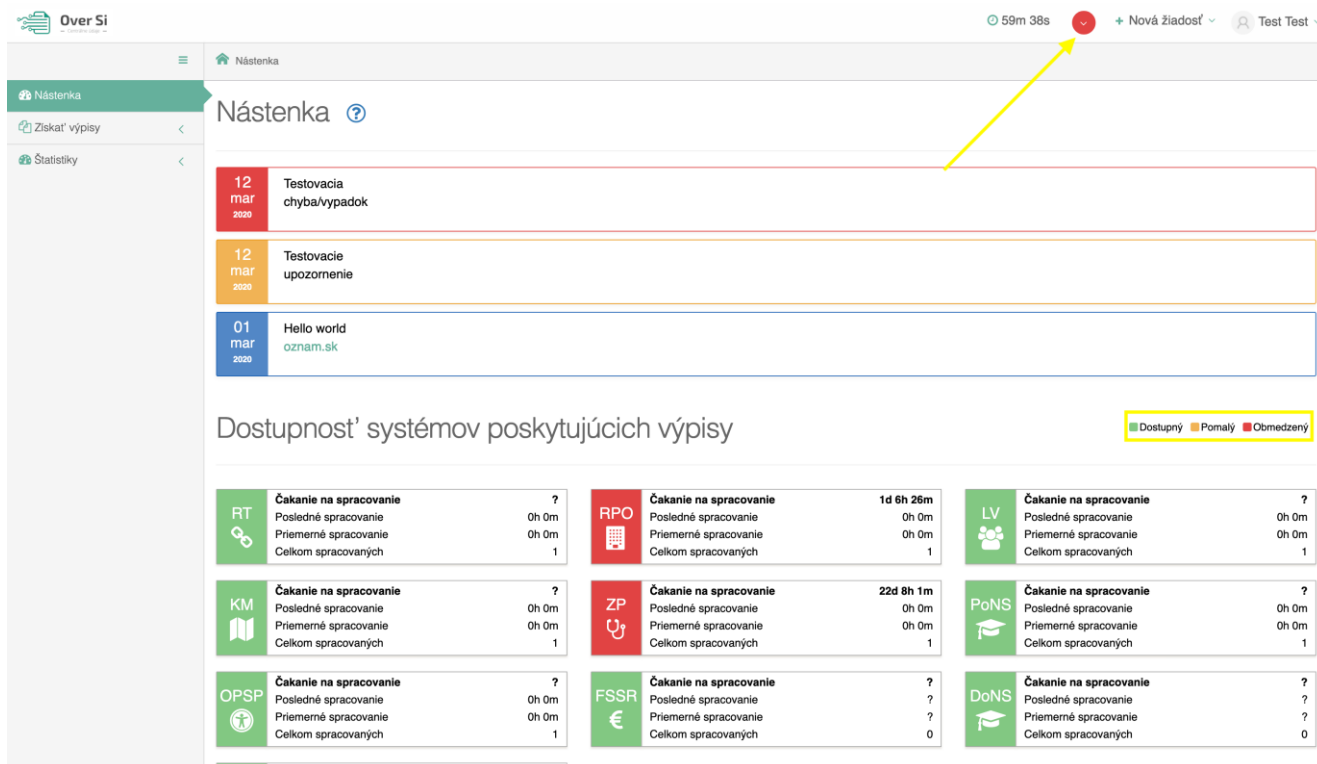 Over Si
59m 38s
+ Nová žiadosť
Test Test
Nástenka
Nástenka
Získať výpisy
Štatistiky
Nástenka ?
12
mar
2020
Testovacia
chyba/vypadok
12
mar
2020
Testovacie
upozornenie
01
mar
2020
Hello world
oznam.sk
Dostupnosť systémov poskytujúcich výpisy
Dostupný Pomalý Obmedzený
RT
Čakanie na spracovanie ?
Posledné spracovanie 0h 0m
Priemerné spracovanie 0h 0m
Celkom spracovaných 1
RPO
Čakanie na spracovanie 1d 6h 26m
Posledné spracovanie 0h 0m
Priemerné spracovanie 0h 0m
Celkom spracovaných 1
LV
Čakanie na spracovanie ?
Posledné spracovanie 0h 0m
Priemerné spracovanie 0h 0m
Celkom spracovaných 1
KM
Čakanie na spracovanie ?
Posledné spracovanie 0h 0m
Priemerné spracovanie 0h 0m
Celkom spracovaných 1
ZP
Čakanie na spracovanie 22d 8h 1m
Posledné spracovanie 0h 0m
Priemerné spracovanie 0h 0m
Celkom spracovaných 1
PoNS
Čakanie na spracovanie ?
Posledné spracovanie 0h 0m
Priemerné spracovanie 0h 0m
Celkom spracovaných 1
OPSP
Čakanie na spracovanie ?
Posledné spracovanie 0h 0m
Priemerné spracovanie 0h 0m
Celkom spracovaných 1
FSSR
€
Čakanie na spracovanie ?
Posledné spracovanie ?
Priemerné spracovanie ?
Celkom spracovaných 0
DoNS
Čakanie na spracovanie ?
Posledné spracovanie ?
Priemerné spracovanie ?
Celkom spracovaných 0